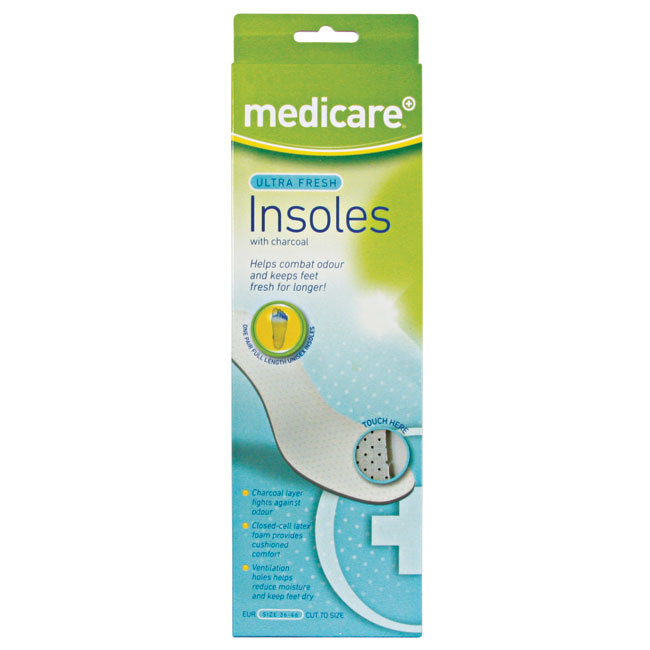 medicare
ULTRA FRESH
Insoles
with charcoal
Helps combat odour
and keeps feet
fresh for longer!
ONE PAIR FULL LENGTH UNISEX INSOLES
TOUCH HERE
Charcoal layer
fights against
odour
Closed-cell latex
foam provides
cushioned
comfort
Ventilation
holes helps
reduce moisture
and keep feet dry
EUR SIZE 36-46 CUT TO SIZE